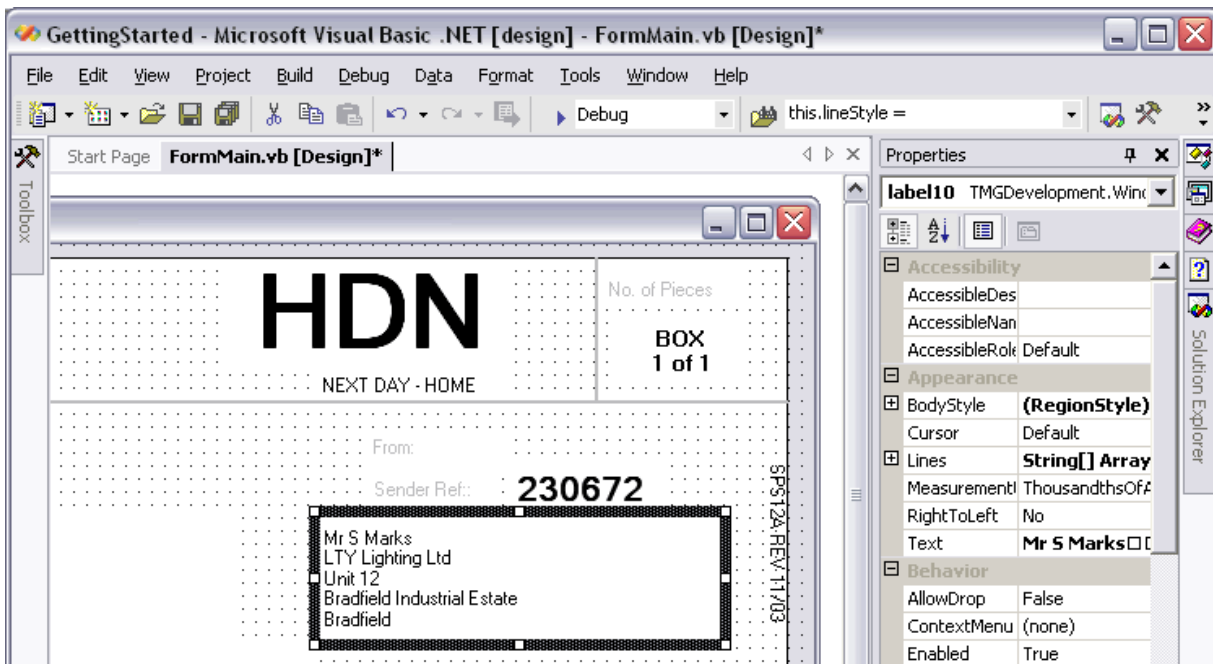 GettingStarted - Microsoft Visual Basic .NET [design] - FormMain.vb [Design]*
File Edit View Project Build Debug Data Format Tools Window Help
Debug this.lineStyle =
Toolbox
Start Page FormMain.vb [Design]*
HDN
NEXT DAY - HOME
No. of Pieces
BOX
1 of 1
From:
Sender Ref:: 230672
Mr S Marks
LTY Lighting Ltd
Unit 12
Bradfield Industrial Estate
Bradfield
SPS12A REV 11/03
Properties
label10 TMGDevelopment.Win
Accessibility
AccessibleDes
AccessibleNan
AccessibleRole Default
Appearance
BodyStyle (RegionStyle)
Cursor Default
Lines String[] Array
Measurement ThousandthsOf
RightToLeft No
Text Mr S Marks
Behavior
AllowDrop False
ContextMenu (none)
Enabled True
Solution Explorer